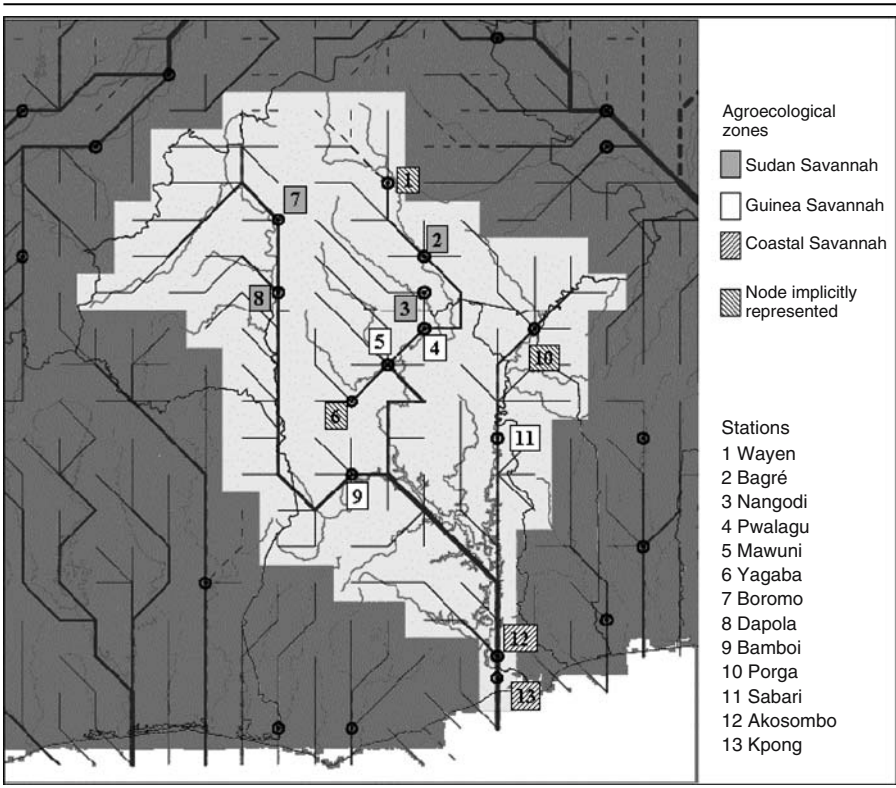 1
7
2
8
3
5
4
10
6
11
9
12
13
Agroecological
zones
Sudan Savannah
Guinea Savannah
Coastal Savannah
Node implicitly
represented
Stations
1 Wayen
2 Bagré
3 Nangodi
4 Pwalagu
5 Mawuni
6 Yagaba
7 Boromo
8 Dapola
9 Bamboi
10 Porga
11 Sabari
12 Akosombo
13 Kpong